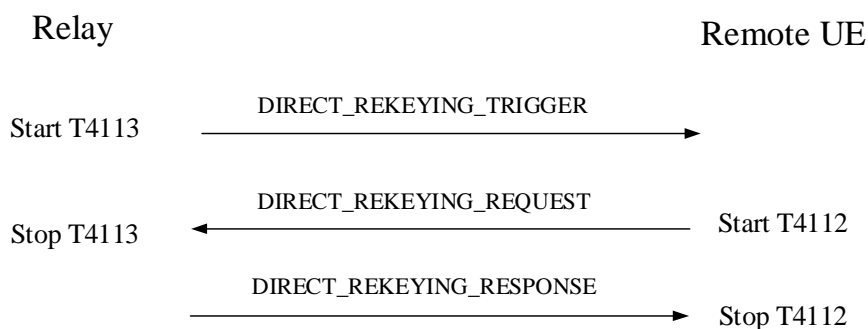 Relay
Remote UE
DIRECT_REKEYING_TRIGGER
Start T4113
DIRECT_REKEYING_REQUEST
Stop T4113
Start T4112
DIRECT_REKEYING_RESPONSE
Stop T4112